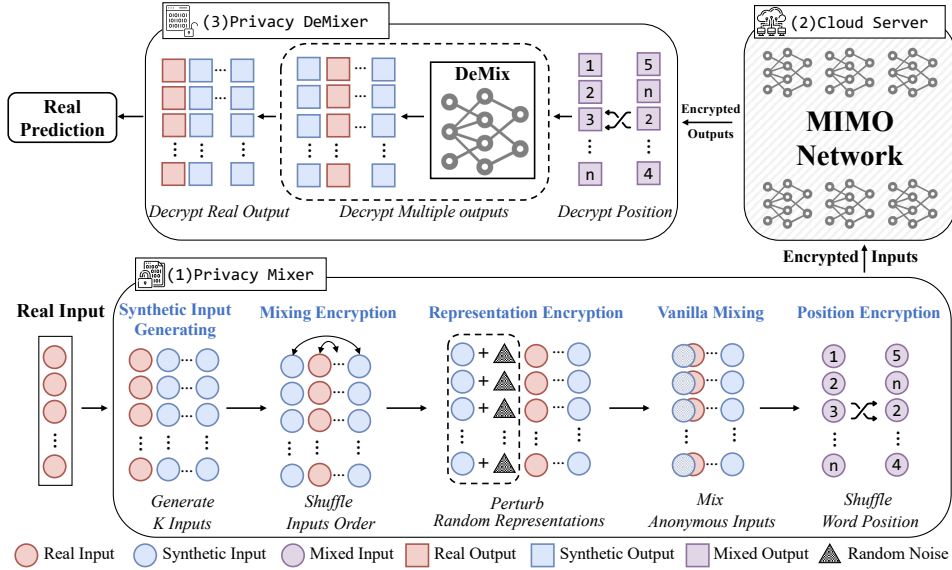 (3)Privacy DeMixer
(2)Cloud Server
DeMix
1 5
2 n
3 2
n 4
Real
Prediction
Encrypted
Outputs
MIMO
Network
Decrypt Real Output
Decrypt Multiple outputs
Decrypt Position
Encrypted Inputs
(1)Privacy Mixer
Real Input
Synthetic Input
Generating
Mixing Encryption
Representation Encryption
Vanilla Mixing
Position Encryption
1 5
2 n
3 2
n 4
Generate
K Inputs
Shuffle
Inputs Order
Perturb
Random Representations
Mix
Anonymous Inputs
Shuffle
Word Position
Real Input
Synthetic Input
Mixed Input
Real Output
Synthetic Output
Mixed Output
Random Noise